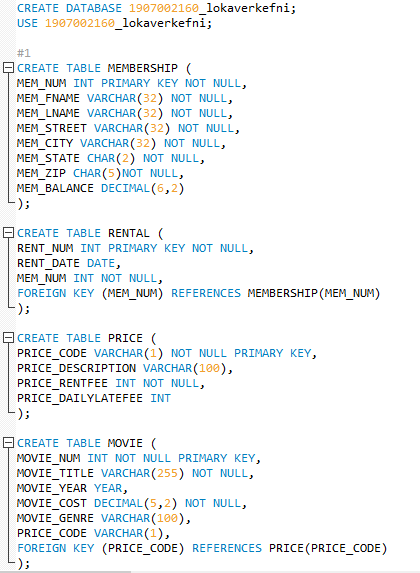 CREATE DATABASE 1907002160_lokaverkefni;
USE 1907002160_lokaverkefni;
#1
CREATE TABLE MEMBERSHIP (
MEM_NUM INT PRIMARY KEY NOT NULL,
MEM_FNAME VARCHAR(32) NOT NULL,
MEM_LNAME VARCHAR(32) NOT NULL,
MEM_STREET VARCHAR(32) NOT NULL,
MEM_CITY VARCHAR(32) NOT NULL,
MEM_STATE CHAR(2) NOT NULL,
MEM_ZIP CHAR(5)NOT NULL,
MEM_BALANCE DECIMAL(6,2)
);
CREATE TABLE RENTAL (
RENT_NUM INT PRIMARY KEY NOT NULL,
RENT_DATE DATE,
MEM_NUM INT NOT NULL,
FOREIGN KEY (MEM_NUM) REFERENCES MEMBERSHIP(MEM_NUM)
);
CREATE TABLE PRICE (
PRICE_CODE VARCHAR(1) NOT NULL PRIMARY KEY,
PRICE_DESCRIPTION VARCHAR(100),
PRICE_RENTFEE INT NOT NULL,
PRICE_DAILYLATEFEE INT
);
CREATE TABLE MOVIE (
MOVIE_NUM INT NOT NULL PRIMARY KEY,
MOVIE_TITLE VARCHAR(255) NOT NULL,
MOVIE_YEAR YEAR,
MOVIE_COST DECIMAL(5,2) NOT NULL,
MOVIE_GENRE VARCHAR(100),
PRICE_CODE VARCHAR(1),
FOREIGN KEY (PRICE_CODE) REFERENCES PRICE(PRICE_CODE)
);